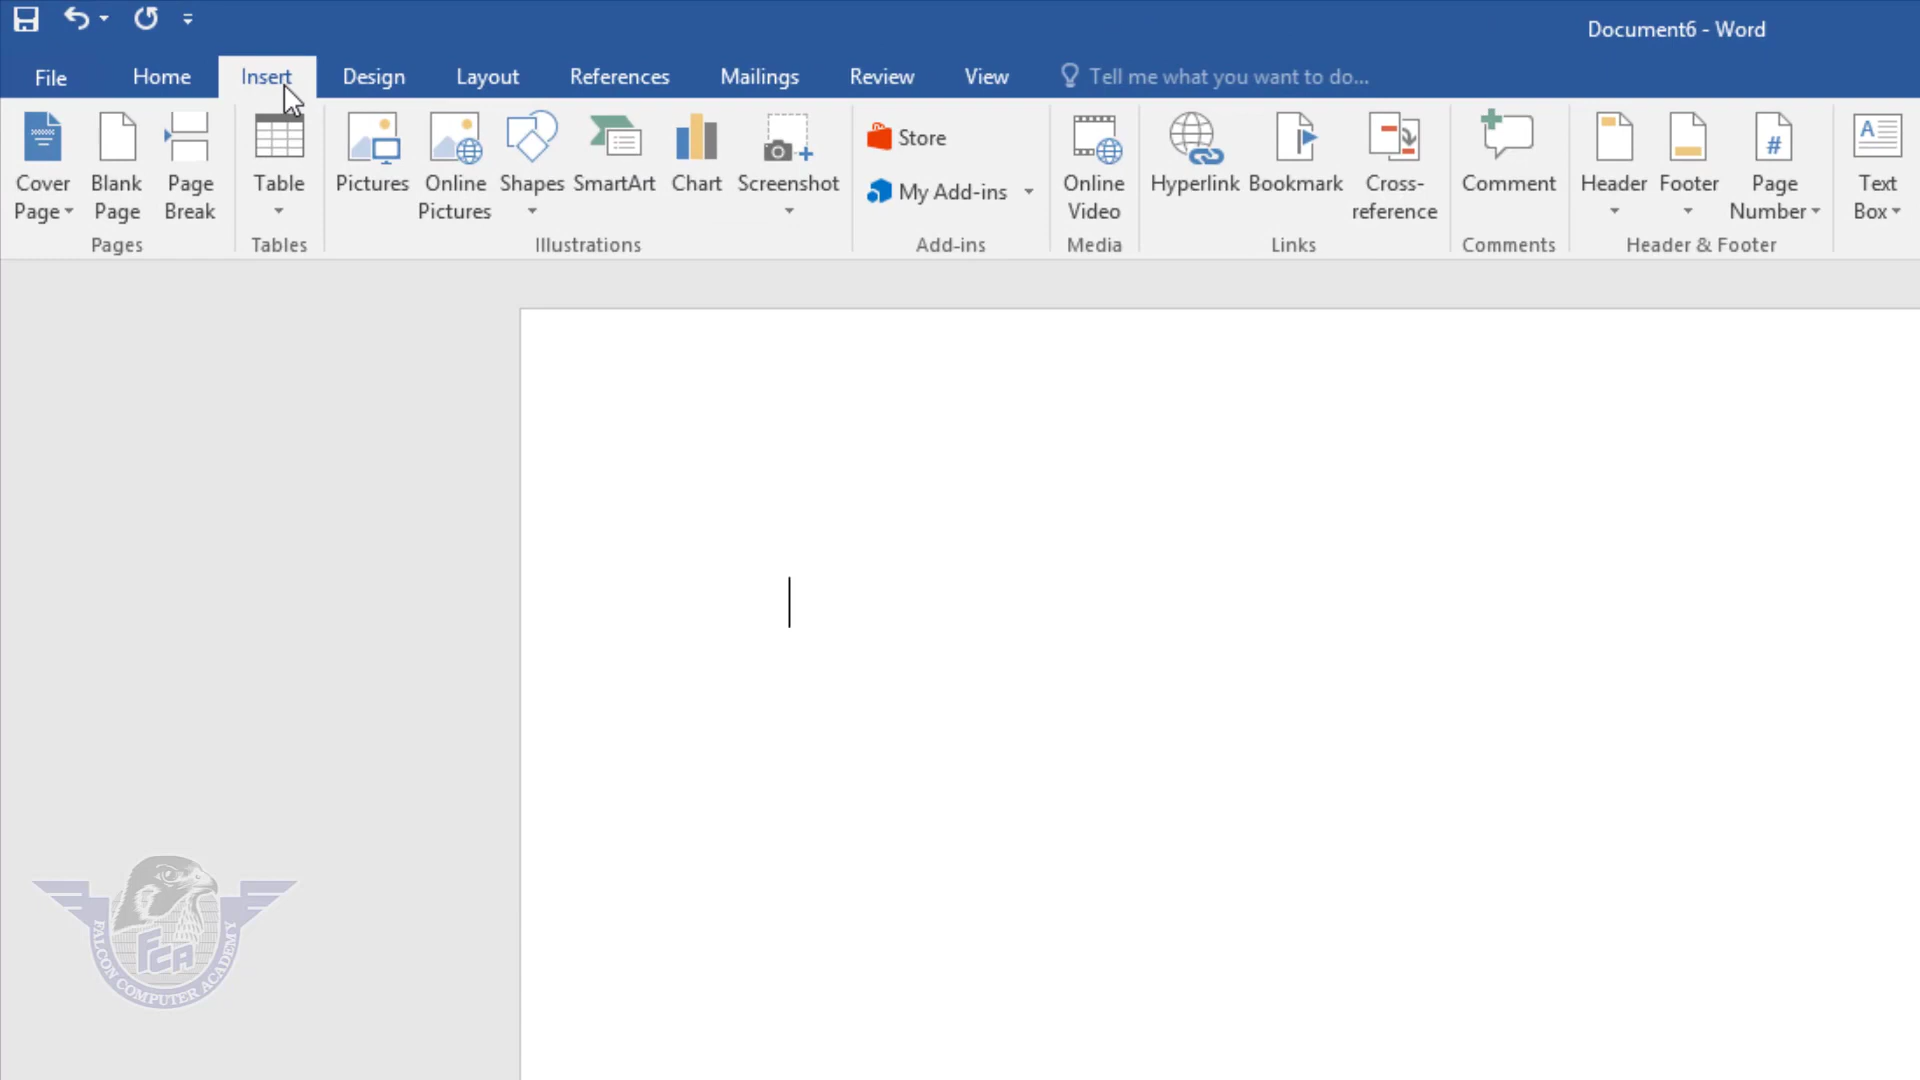 Document6 - Word
File Home Insert Design Layout References Mailings Review View Tell me what you want to do...
Cover Page
Blank Page
Page Break
Pages
Table
Tables
Pictures
Online Pictures
Shapes
SmartArt
Chart
Screenshot
Illustrations
Store
My Add-ins
Add-ins
Online Video
Media
Hyperlink
Bookmark
Cross-reference
Links
Comment
Comments
Header
Footer
Page Number
#
Header & Footer
A
Text Box
FCA
FALCON COMPUTER ACADEMY